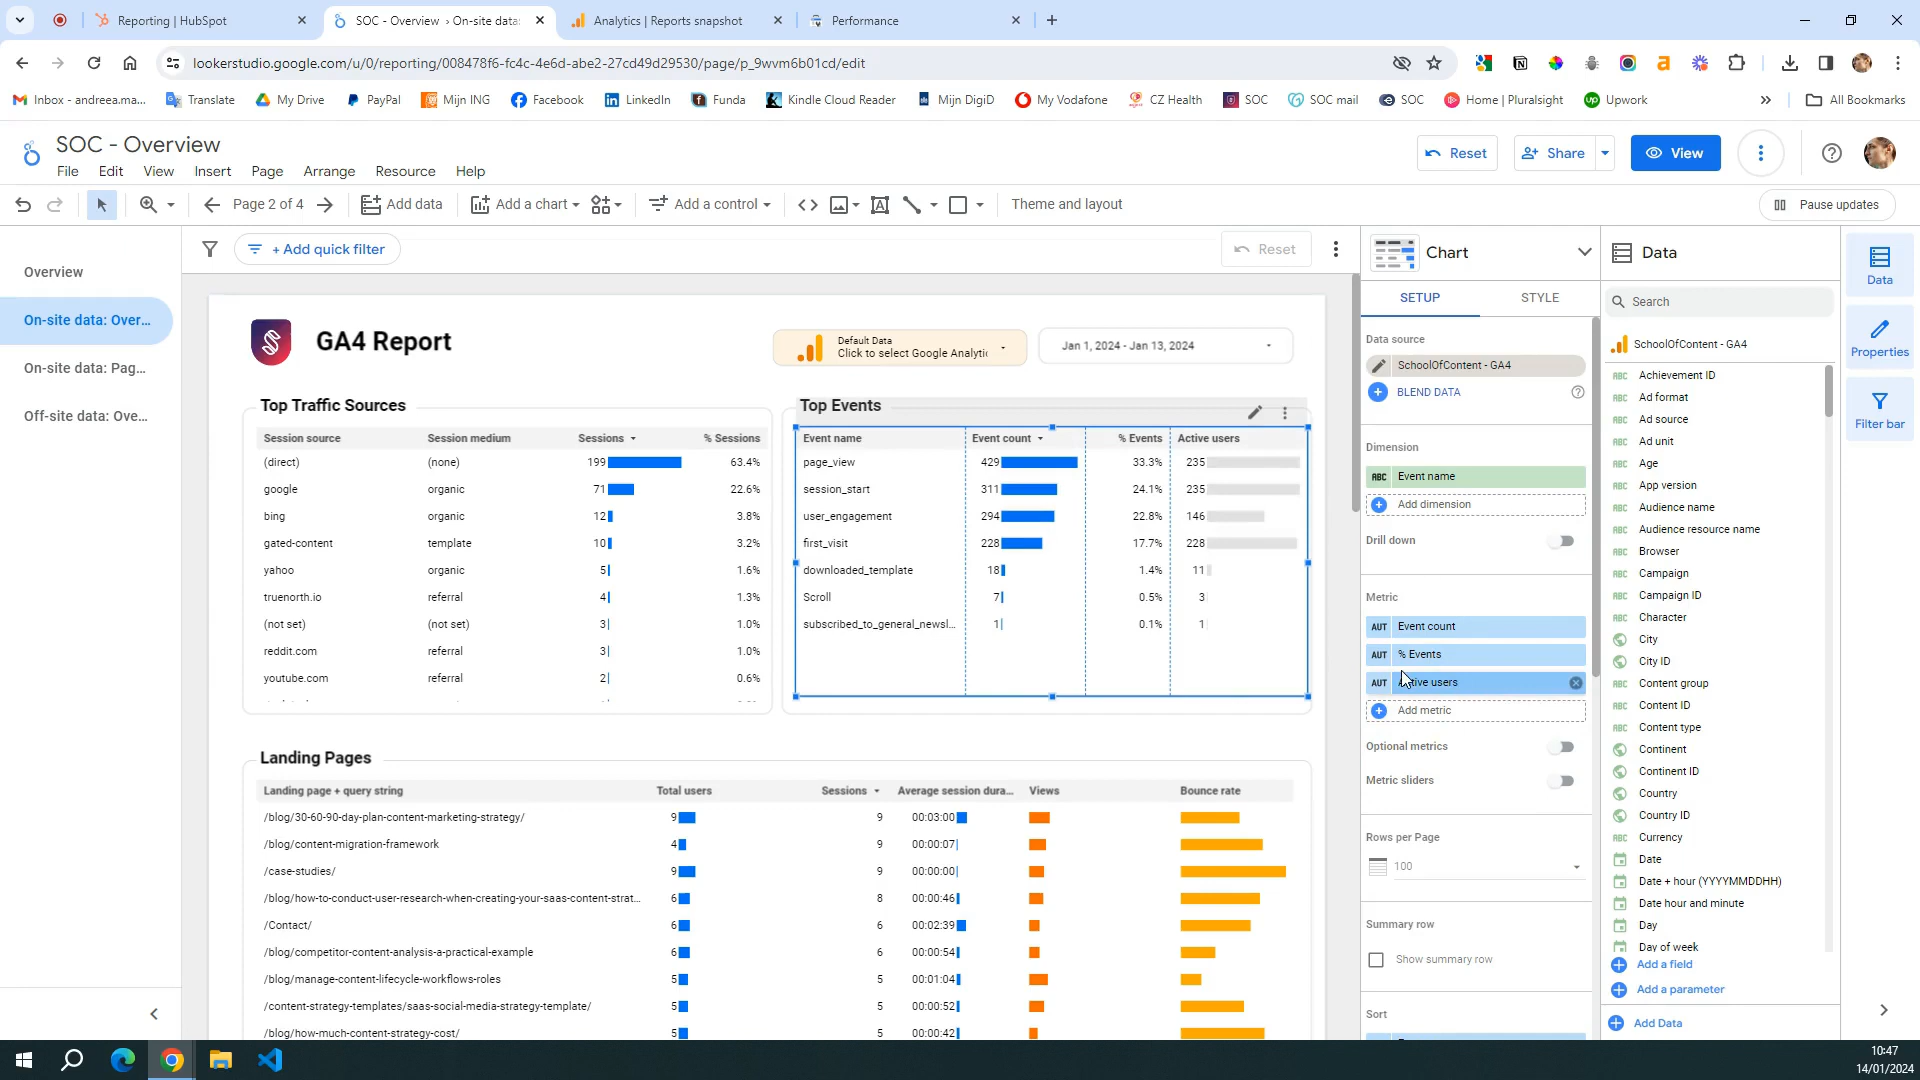 Reporting | HubSpot
SOC - Overview › On-site data:
Analytics | Reports snapshot
Performance
lookerstudio.google.com/u/0/reporting/008478f6-fc4c-4e6d-abe2-27cd49d29530/page/p_9wvm6b01cd/edit
Inbox - andreea.ma...
Translate
My Drive
PayPal
Mijn ING
Facebook
LinkedIn
Funda
Kindle Cloud Reader
Mijn DigiD
My Vodafone
CZ Health
SOC
SOC mail
SOC
Home | Pluralsight
Upwork
All Bookmarks
SOC - Overview
File Edit View Insert Page Arrange Resource Help
Reset
Share
View
Page 2 of 4
Add data
Add a chart
Add a control
Theme and layout
Pause updates
Overview
On-site data: Over...
On-site data: Pag...
Off-site data: Ove...
+ Add quick filter
Reset
GA4 Report
Default Data
Click to select Google Analytic
Jan 1, 2024 - Jan 13, 2024
Top Traffic Sources
Session source Session medium Sessions % Sessions
(direct) (none) 199 63.4%
google organic 71 22.6%
bing organic 12 3.8%
gated-content template 10 3.2%
yahoo organic 5 1.6%
truenorth.io referral 4 1.3%
(not set) (not set) 3 1.0%
reddit.com referral 3 1.0%
youtube.com referral 2 0.6%
Top Events
Event name Event count % Events Active users
page_view 429 33.3% 235
session_start 311 24.1% 235
user_engagement 294 22.8% 146
first_visit 228 17.7% 228
downloaded_template 18 1.4% 11
Scroll 7 0.5% 3
subscribed_to_general_newsl... 1 0.1% 1
Landing Pages
Landing page + query string Total users Sessions Average session dura... Views Bounce rate
/blog/30-60-90-day-plan-content-marketing-strategy/ 9 9 00:03:00
/blog/content-migration-framework 4 9 00:00:07
/case-studies/ 9 9 00:00:00
/blog/how-to-conduct-user-research-when-creating-your-saas-content-strat... 6 8 00:00:46
/Contact/ 6 6 00:02:39
/blog/competitor-content-analysis-a-practical-example 6 6 00:00:54
/blog/manage-content-lifecycle-workflows-roles 5 5 00:01:04
/content-strategy-templates/saas-social-media-strategy-template/ 5 5 00:00:52
/blog/how-much-content-strategy-cost/ 5 5 00:00:42
Chart
SETUP STYLE
Data source
SchoolOfContent - GA4
BLEND DATA
Dimension
ABC Event name
Add dimension
Drill down
Metric
AUT Event count
AUT % Events
AUT Active users
Add metric
Optional metrics
Metric sliders
Rows per Page
100
Summary row
Show summary row
Sort
Data
Search
SchoolOfContent - GA4
ABC Achievement ID
ABC Ad format
ABC Ad source
ABC Ad unit
ABC Age
ABC App version
ABC Audience name
ABC Audience resource name
ABC Browser
ABC Campaign
ABC Campaign ID
ABC Character
City
City ID
ABC Content group
ABC Content ID
ABC Content type
Continent
Continent ID
Country
Country ID
ABC Currency
Date
Date + hour (YYYYMMDDHH)
Date hour and minute
Day
Day of week
Add a field
Add a parameter
Add Data
Data
Properties
Filter bar
10:47
14/01/2024